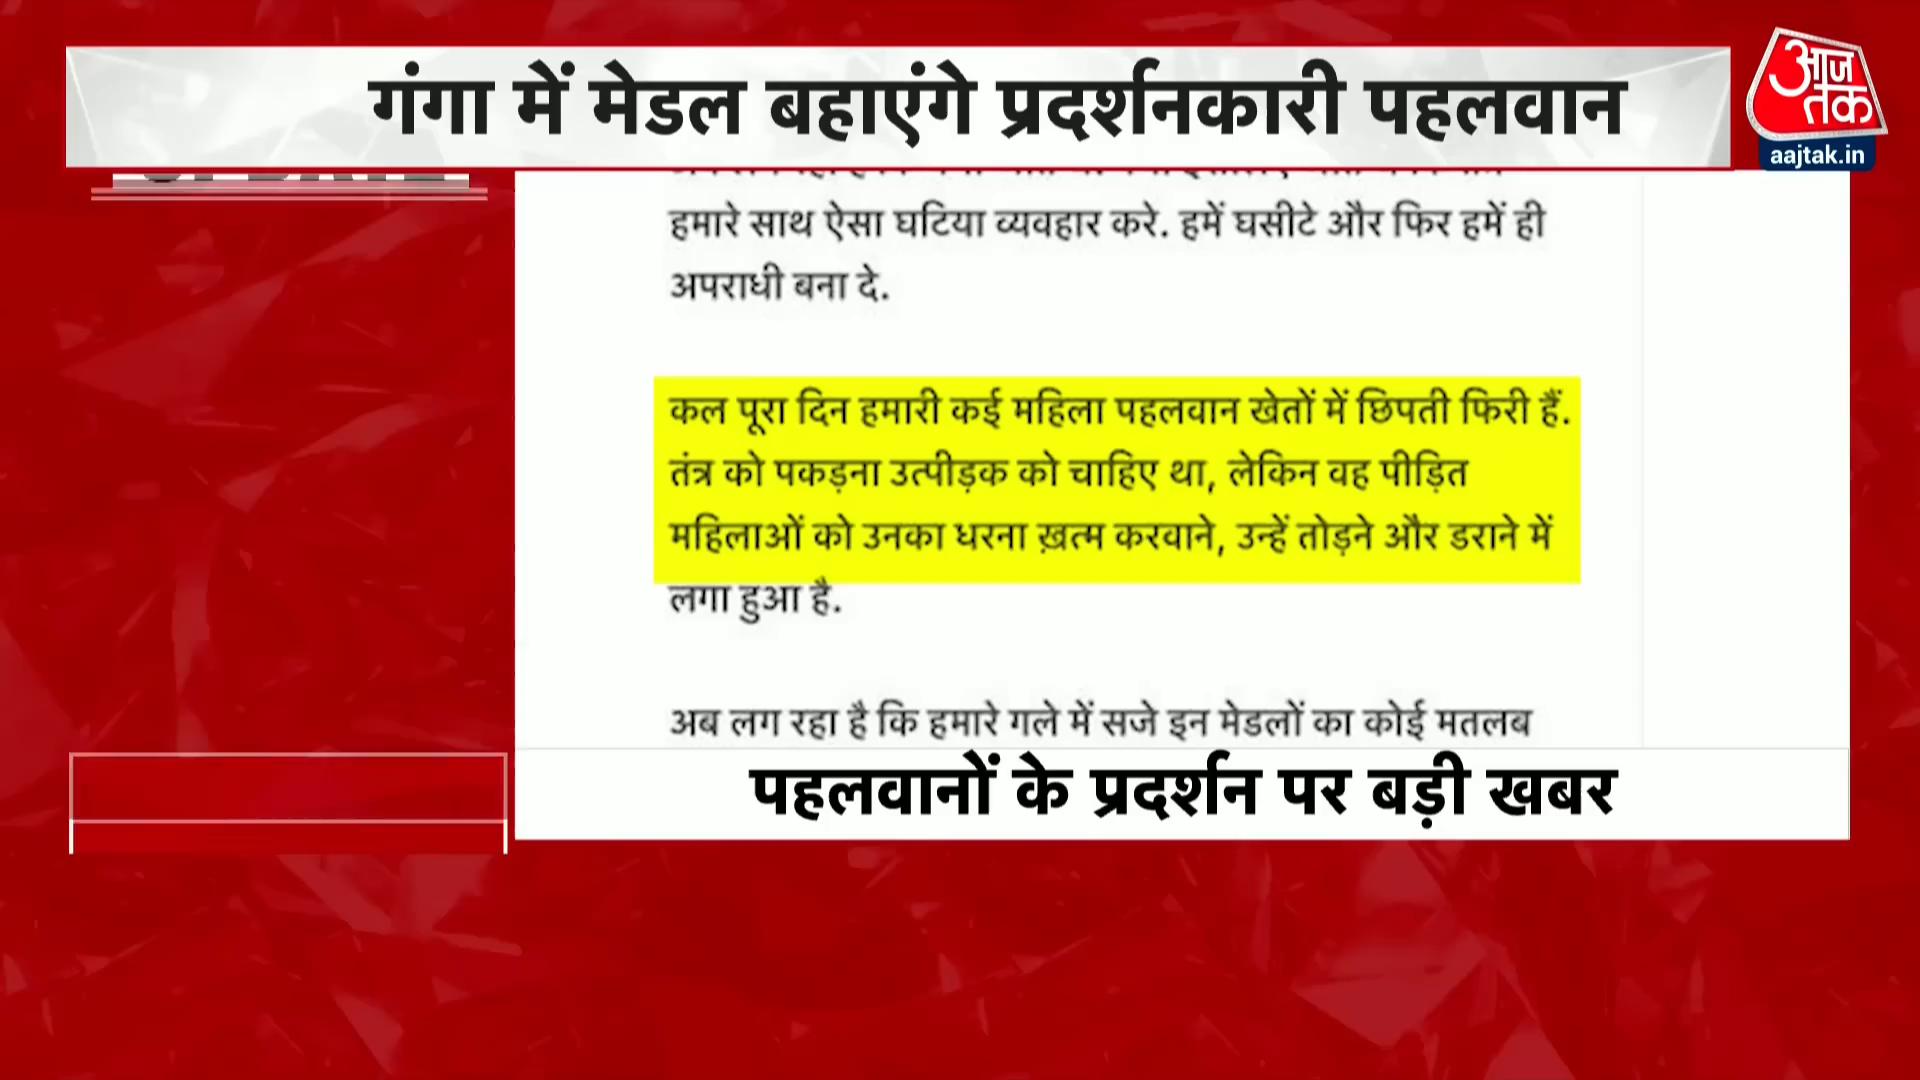 गंगा में मेडल बहाएंगे प्रदर्शनकारी पहलवान
आज तक
aajtak.in
हमारे साथ ऐसा घटिया व्यवहार करे. हमें घसीटे और फिर हमें ही
अपराधी बना दे.
कल पूरा दिन हमारी कई महिला पहलवान खेतों में छिपती फिरी हैं.
तंत्र को पकड़ना उत्पीड़क को चाहिए था, लेकिन वह पीड़ित
महिलाओं को उनका धरना ख़त्म करवाने, उन्हें तोड़ने और डराने में
लगा हुआ है.
अब लग रहा है कि हमारे गले में सजे इन मेडलों का कोई मतलब
पहलवानों के प्रदर्शन पर बड़ी खबर